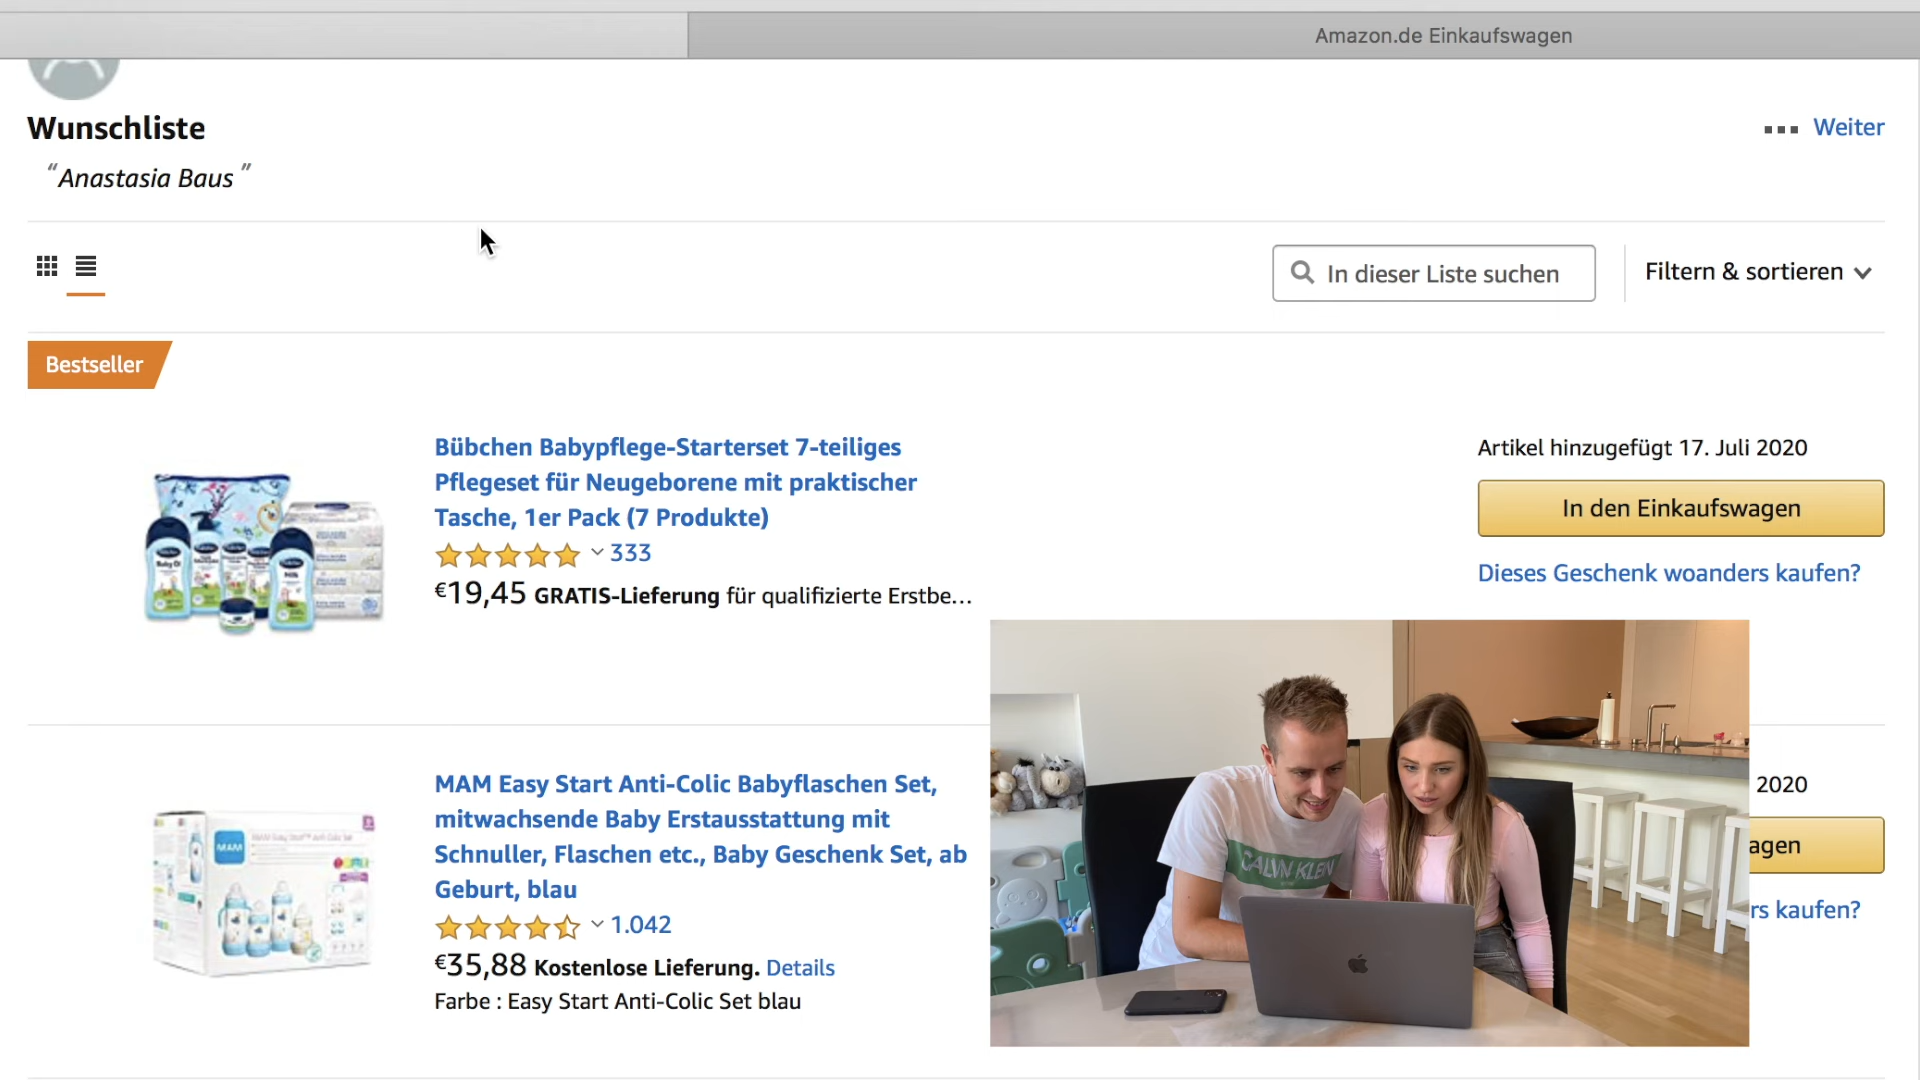 Amazon.de Einkaufswagen
Wunschliste
... Weiter
“Anastasia Baus”
In dieser Liste suchen
Filtern & sortieren
Bestseller
Bübchen Babypflege-Starterset 7-teiliges
Pflegeset für Neugeborene mit praktischer
Tasche, 1er Pack (7 Produkte)
333
€19,45 GRATIS-Lieferung für qualifizierte Erstbe...
Artikel hinzugefügt 17. Juli 2020
In den Einkaufswagen
Dieses Geschenk woanders kaufen?
MAM Easy Start Anti-Colic Babyflaschen Set,
mitwachsende Baby Erstausstattung mit
Schnuller, Flaschen etc., Baby Geschenk Set, ab
Geburt, blau
1.042
€35,88 Kostenlose Lieferung. Details
Farbe : Easy Start Anti-Colic Set blau
MAM
2020
agen
rs kaufen?
CALVIN KLEIN